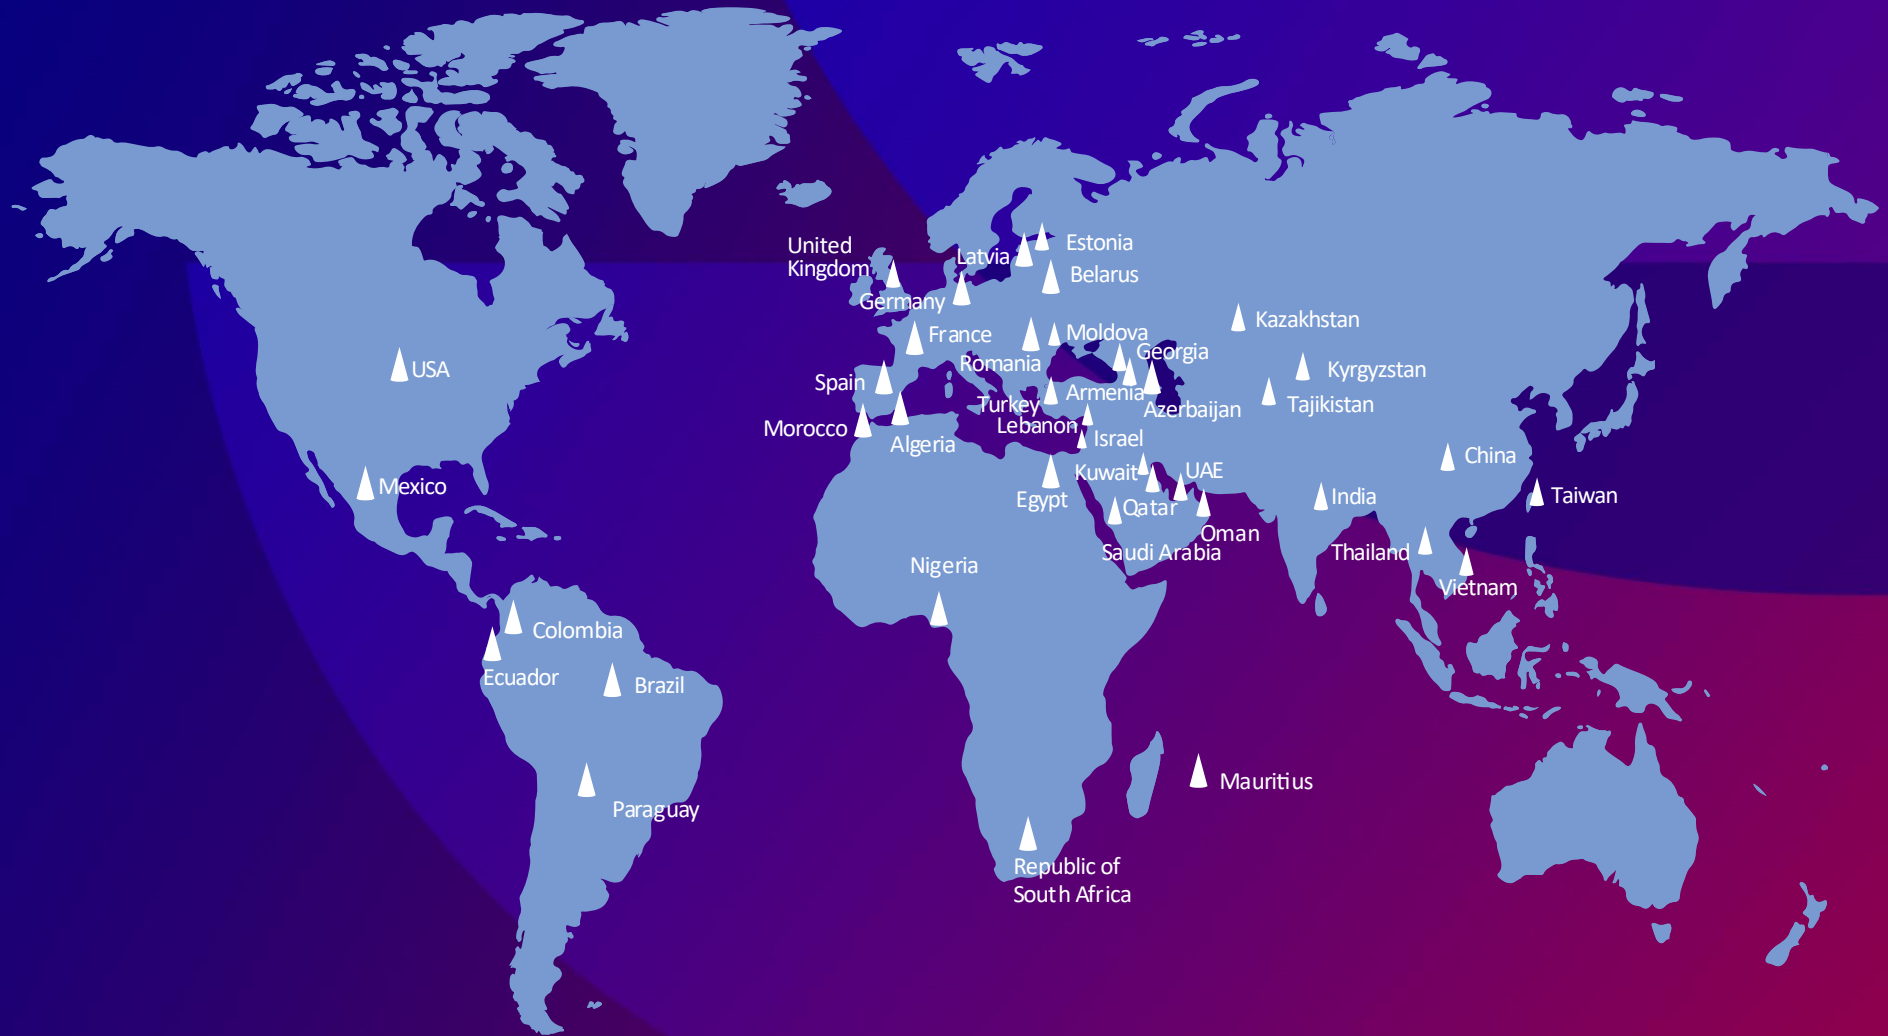 United
Kingdom
Latvia
Estonia
Belarus
Germany
France
Moldova
Kazakhstan
Romania
Georgia
USA
Spain
Kyrgyzstan
Turkey
Armenia
Azerbaijan
Tajikistan
Morocco
Lebanon
Algeria
Israel
China
Mexico
Kuwait
UAE
Egypt
Qatar
India
Taiwan
Oman
Saudi Arabia
Thailand
Nigeria
Vietnam
Colombia
Ecuador
Brazil
Mauritius
Paraguay
Republic of
South Africa